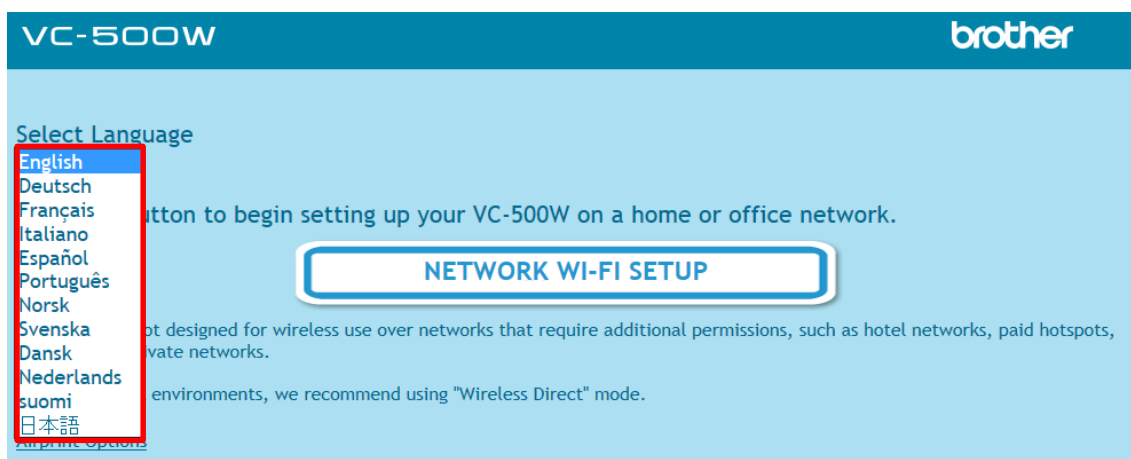 VC-500W
brother
Select Language
English
Deutsch
Français
Italiano
Español
Português
Norsk
Svenska
Dansk
Nederlands
suomi
日本語
to begin setting up your VC-500W on a home or office network.
NETWORK WI-FI SETUP
designed for wireless use over networks that require additional permissions, such as hotel networks, paid hotspots,
networks.
environments, we recommend using "Wireless Direct" mode.
Airprint Options